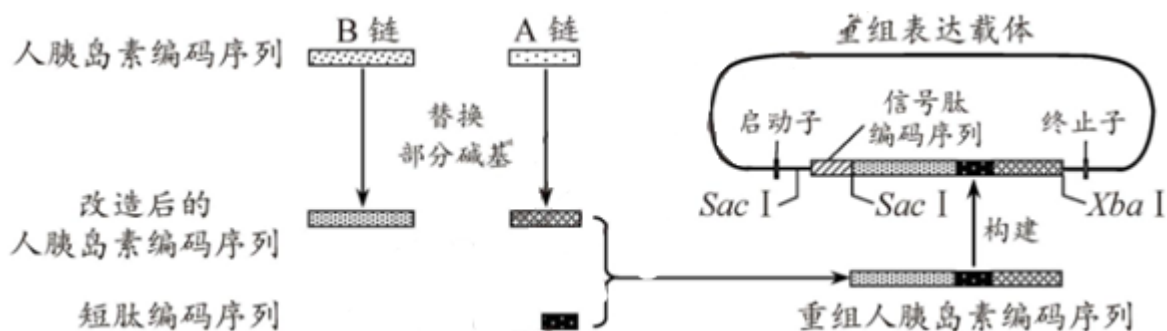 B 链
A 链
重组表达载体
人胰岛素编码序列
替换
部分碱基
启动子
信号肽
编码序列
终止子
Sac I
Sac I
Xba I
改造后的
人胰岛素编码序列
构建
短肽编码序列
重组人胰岛素编码序列